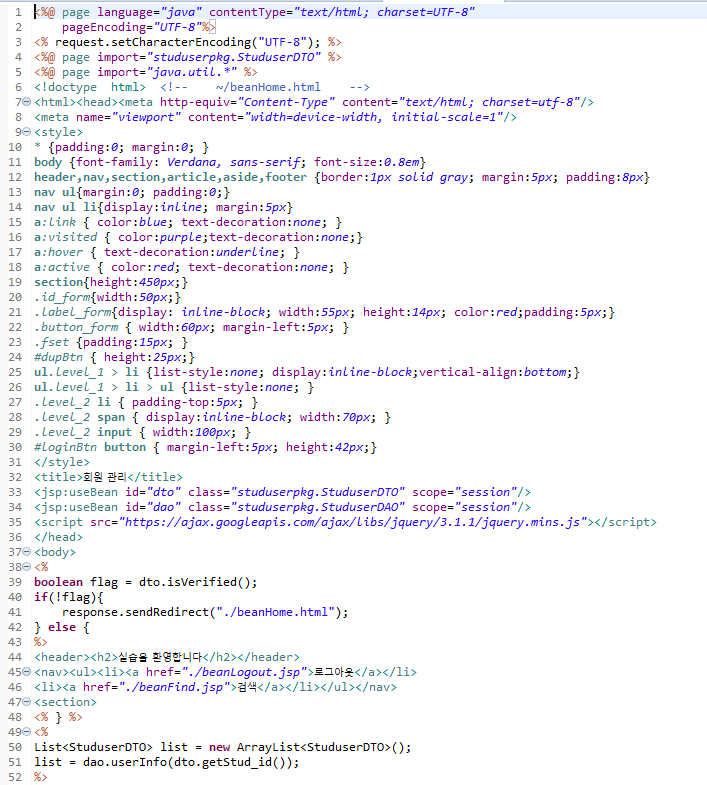 1 <%@ page language="java" contentType="text/html; charset=UTF-8"
2 pageEncoding="UTF-8"%>
3 <% request.setCharacterEncoding("UTF-8"); %>
4 <%@ page import="studuserpkg.StuduserDTO" %>
5 <%@ page import="java.util.*" %>
6 <!doctype html> <!-- ~/beanHome.html -->
7 <html><head><meta http-equiv="Content-Type" content="text/html; charset=utf-8"/>
8 <meta name="viewport" content="width=device-width, initial-scale=1"/>
9 <style>
10 * {padding:0; margin:0; }
11 body {font-family: Verdana, sans-serif; font-size:0.8em}
12 header,nav,section,article,aside,footer {border:1px solid gray; margin:5px; padding:8px}
13 nav ul{margin:0; padding:0;}
14 nav ul li{display:inline; margin:5px}
15 a:link { color:blue; text-decoration:none; }
16 a:visited { color:purple;text-decoration:none;}
17 a:hover { text-decoration:underline; }
18 a:active { color:red; text-decoration:none; }
19 section{height:450px;}
20 .id_form{width:50px;}
21 .label_form{display: inline-block; width:55px; height:14px; color:red;padding:5px;}
22 .button_form { width:60px; margin-left:5px; }
23 .fset {padding:15px; }
24 #dupBtn { height:25px;}
25 ul.level_1 > li {list-style:none; display:inline-block;vertical-align:bottom;}
26 ul.level_1 > li > ul {list-style:none; }
27 .level_2 li { padding-top:5px; }
28 .level_2 span { display:inline-block; width:70px; }
29 .level_2 input { width:100px; }
30 #loginBtn button { margin-left:5px; height:42px;}
31 </style>
32 <title>회원 관리</title>
33 <jsp:useBean id="dto" class="studuserpkg.StuduserDTO" scope="session"/>
34 <jsp:useBean id="dao" class="studuserpkg.StuduserDAO" scope="session"/>
35 <script src="https://ajax.googleapis.com/ajax/libs/jquery/3.1.1/jquery.mins.js"></script>
36 </head>
37 <body>
38 <%
39 boolean flag = dto.isVerified();
40 if(!flag){
41 response.sendRedirect("./beanHome.html");
42 } else {
43 %>
44 <header><h2>실습을 환영합니다</h2></header>
45 <nav><ul><li><a href="./beanLogout.jsp">로그아웃</a></li>
46 <li><a href="./beanFind.jsp">검색</a></li></ul></nav>
47 <section>
48 <% } %>
49 <%
50 List<StuduserDTO> list = new ArrayList<StuduserDTO>();
51 list = dao.userInfo(dto.getStud_id());
52 %>